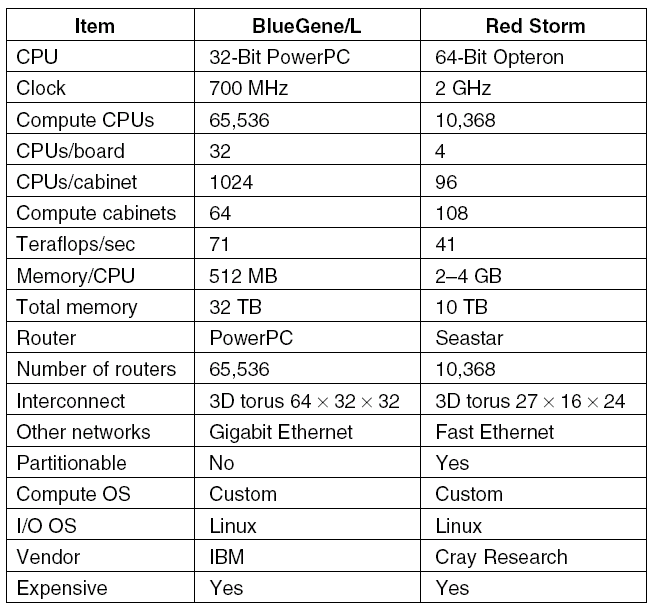 Item BlueGene/L Red Storm
CPU 32-Bit PowerPC 64-Bit Opteron
Clock 700 MHz 2 GHz
Compute CPUs 65,536 10,368
CPUs/board 32 4
CPUs/cabinet 1024 96
Compute cabinets 64 108
Teraflops/sec 71 41
Memory/CPU 512 MB 2–4 GB
Total memory 32 TB 10 TB
Router PowerPC Seastar
Number of routers 65,536 10,368
Interconnect 3D torus 64 × 32 × 32 3D torus 27 × 16 × 24
Other networks Gigabit Ethernet Fast Ethernet
Partitionable No Yes
Compute OS Custom Custom
I/O OS Linux Linux
Vendor IBM Cray Research
Expensive Yes Yes